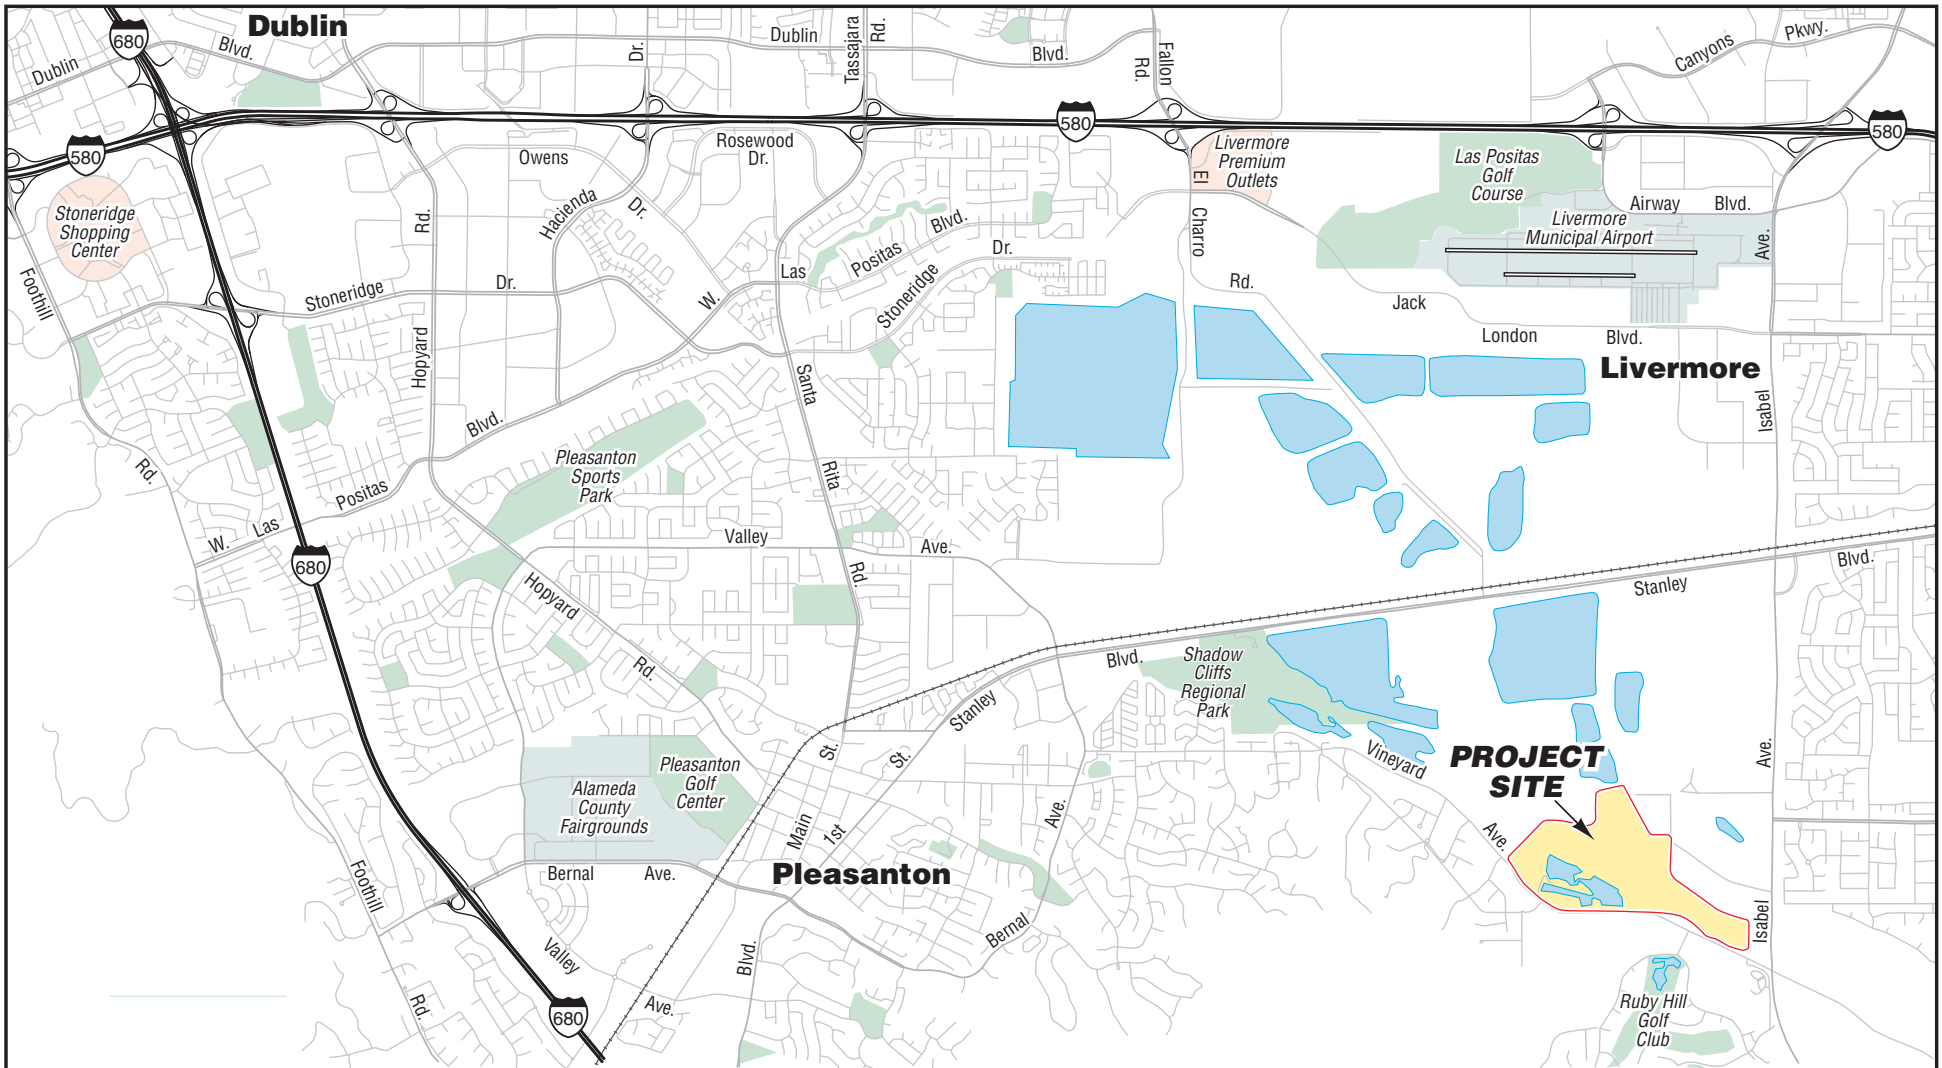 Dublin
680
Dublin
Blvd.
Dr.
Dublin
Tassajara
Rd.
Blvd.
Fallon
Rd.
Canyons
Pkwy.
580
580
580
Owens
Rosewood
Dr.
Livermore
Premium
Outlets
Las Positas
Golf
Course
Stoneridge
Shopping
Center
Rd.
Hacienda
Dr.
Positas
Blvd.
Las
W.
Stoneridge
Dr.
El
Charro
Rd.
Airway
Blvd.
Livermore
Municipal Airport
Ave.
Foothill
Stoneridge
Dr.
Hopyard
Jack
London
Blvd.
Livermore
Santa
Rita
Rd.
Isabel
Blvd.
Positas
Las
W.
Rd.
Pleasanton
Sports
Park
Valley
Ave.
680
Hopyard
Rd.
Stanley
Blvd.
Blvd.
Stanley
Shadow
Cliffs
Regional
Park
Vineyard
Ave.
PROJECT
SITE
Ave.
Alameda
County
Fairgrounds
Pleasanton
Golf
Center
St.
Main
St.
1st
Ave.
Pleasanton
Bernal
Ave.
Bernal
Foothill
Rd.
Valley
Ave.
Blvd.
Isabel
680
Ruby Hill
Golf
Club